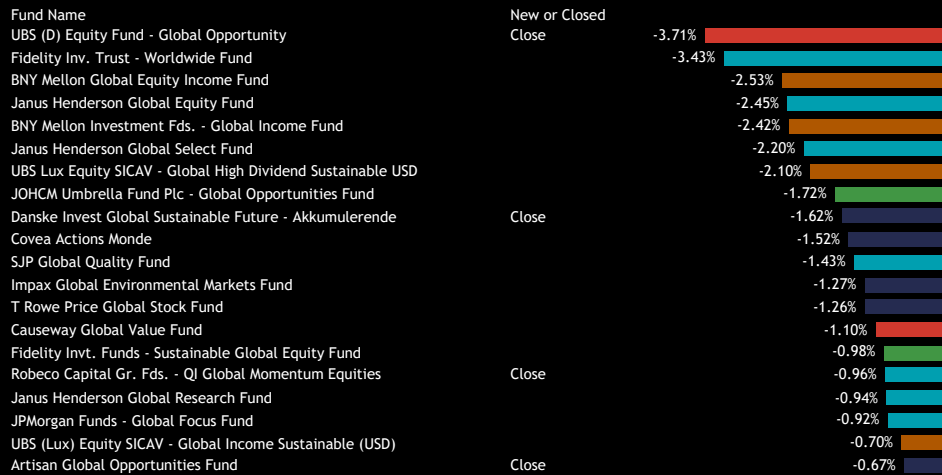 Fund Name New or Closed
UBS (D) Equity Fund - Global Opportunity Close -3.71%
Fidelity Inv. Trust - Worldwide Fund -3.43%
BNY Mellon Global Equity Income Fund -2.53%
Janus Henderson Global Equity Fund -2.45%
BNY Mellon Investment Fds. - Global Income Fund -2.42%
Janus Henderson Global Select Fund -2.20%
UBS Lux Equity SICAV - Global High Dividend Sustainable USD -2.10%
JOHCM Umbrella Fund Plc - Global Opportunities Fund -1.72%
Danske Invest Global Sustainable Future - Akkumulerende Close -1.62%
Covea Actions Monde -1.52%
SJP Global Quality Fund -1.43%
Impax Global Environmental Markets Fund -1.27%
T Rowe Price Global Stock Fund -1.26%
Causeway Global Value Fund -1.10%
Fidelity Invt. Funds - Sustainable Global Equity Fund -0.98%
Robeco Capital Gr. Fds. - QI Global Momentum Equities Close -0.96%
Janus Henderson Global Research Fund -0.94%
JPMorgan Funds - Global Focus Fund -0.92%
UBS (Lux) Equity SICAV - Global Income Sustainable (USD) -0.70%
Artisan Global Opportunities Fund Close -0.67%